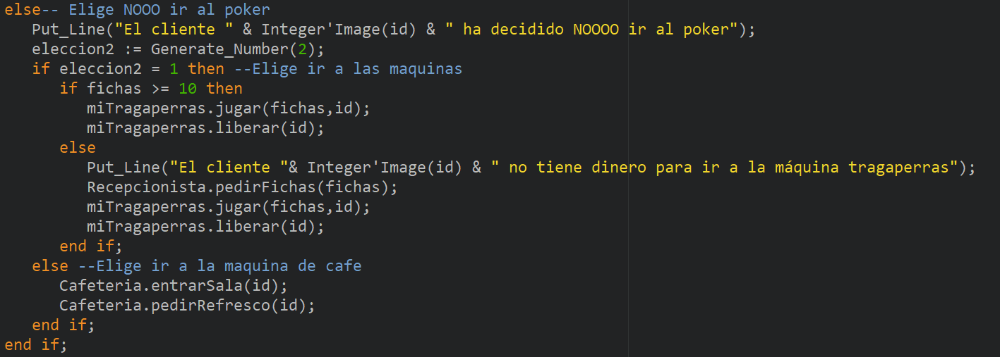 else-- Elige NOOO ir al poker
   Put_Line("El cliente " & Integer'Image(id) & " ha decidido NOOOO ir al poker");
   eleccion2 := Generate_Number(2);
   if eleccion2 = 1 then --Elige ir a las maquinas
      if fichas >= 10 then
         miTragaperras.jugar(fichas,id);
         miTragaperras.liberar(id);
      else
         Put_Line("El cliente "& Integer'Image(id) & " no tiene dinero para ir a la máquina tragaperras");
         Recepcionista.pedirFichas(fichas);
         miTragaperras.jugar(fichas,id);
         miTragaperras.liberar(id);
      end if;
   else --Elige ir a la maquina de cafe
      Cafeteria.entrarSala(id);
      Cafeteria.pedirRefresco(id);
   end if;
end if;